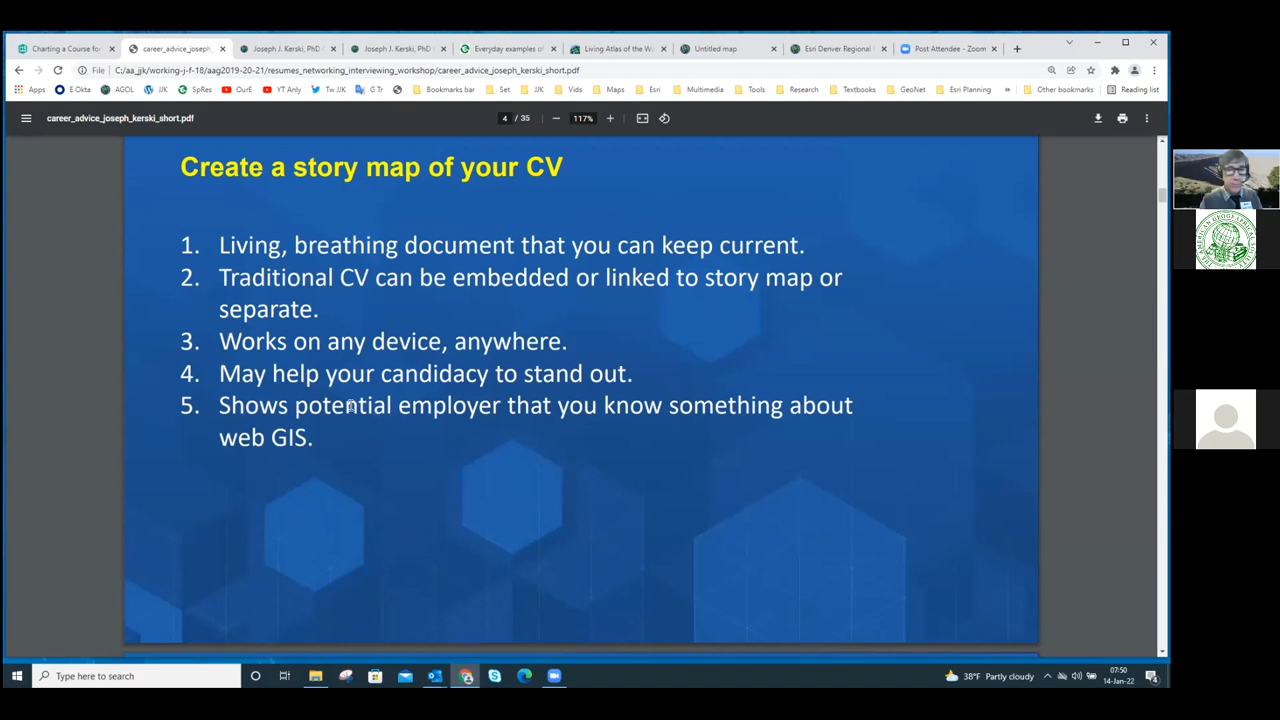 Charting a Course fo
career_advice_joseph_
Joseph J. Kerski, PhD
Joseph J. Kerski, PhD
Everyday examples of
Living Atlas of the Wo
Untitled map
Esri Denver Regional
Post Attendee - Zoom
File
C:/aa_jjk/working-j-f-18/aag2019-20-21/resumes_networking_interviewing_workshop/career_advice_joseph_kerski_short.pdf
Apps
E Okta
AGOL
JJK
SpRes
OurE
YT Anly
Tw JJK
G Tr
Bookmarks bar
Set
JJK
Vids
Maps
Esri
Multimedia
Tools
Research
Textbooks
GeoNet
Esri Planning
»
Other bookmarks
Reading list
career_advice_joseph_kerski_short.pdf
4 / 35
117%
Create a story map of your CV
1. Living, breathing document that you can keep current.
2. Traditional CV can be embedded or linked to story map or
separate.
3. Works on any device, anywhere.
4. May help your candidacy to stand out.
5. Shows potential employer that you know something about
web GIS.
Type here to search
38°F Partly cloudy
07:50
14-Jan-22